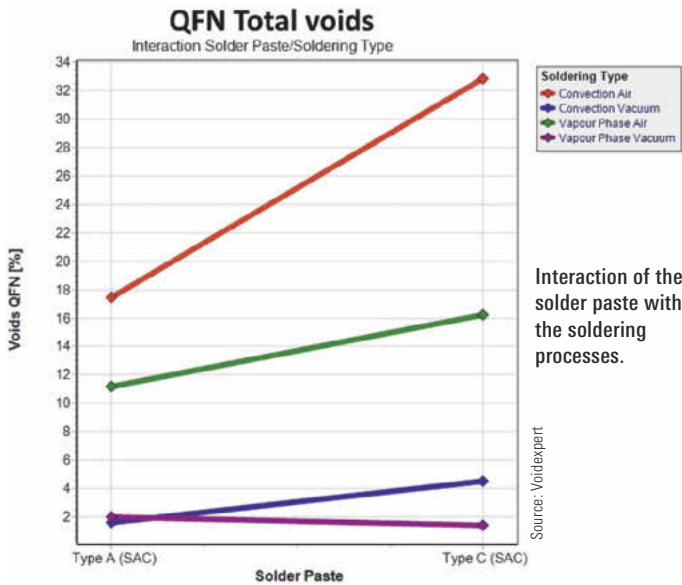 QFN Total voids
Interaction Solder Paste/Soldering Type
34
32
30
28
26
24
22
20
18
16
14
12
10
8
6
4
2
Voids QFN [%]
Type A (SAC)
Type C (SAC)
Solder Paste
Soldering Type
Convection Air
Convection Vacuum
Vapour Phase Air
Vapour Phase Vacuum
Interaction of the
solder paste with
the soldering
processes.
Source: Voidexpert